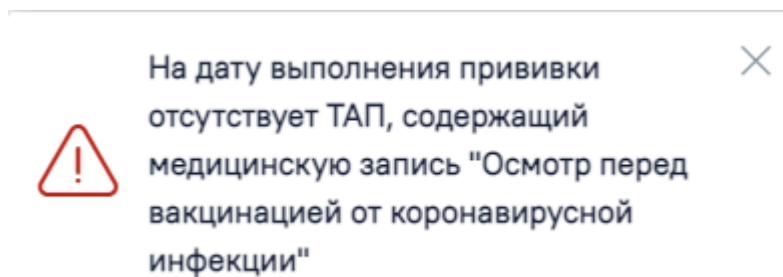 На дату выполнения прививки
отсутствует ТАП, содержащий
медицинскую запись "Осмотр перед
вакцинацией от коронавирусной
инфекции"